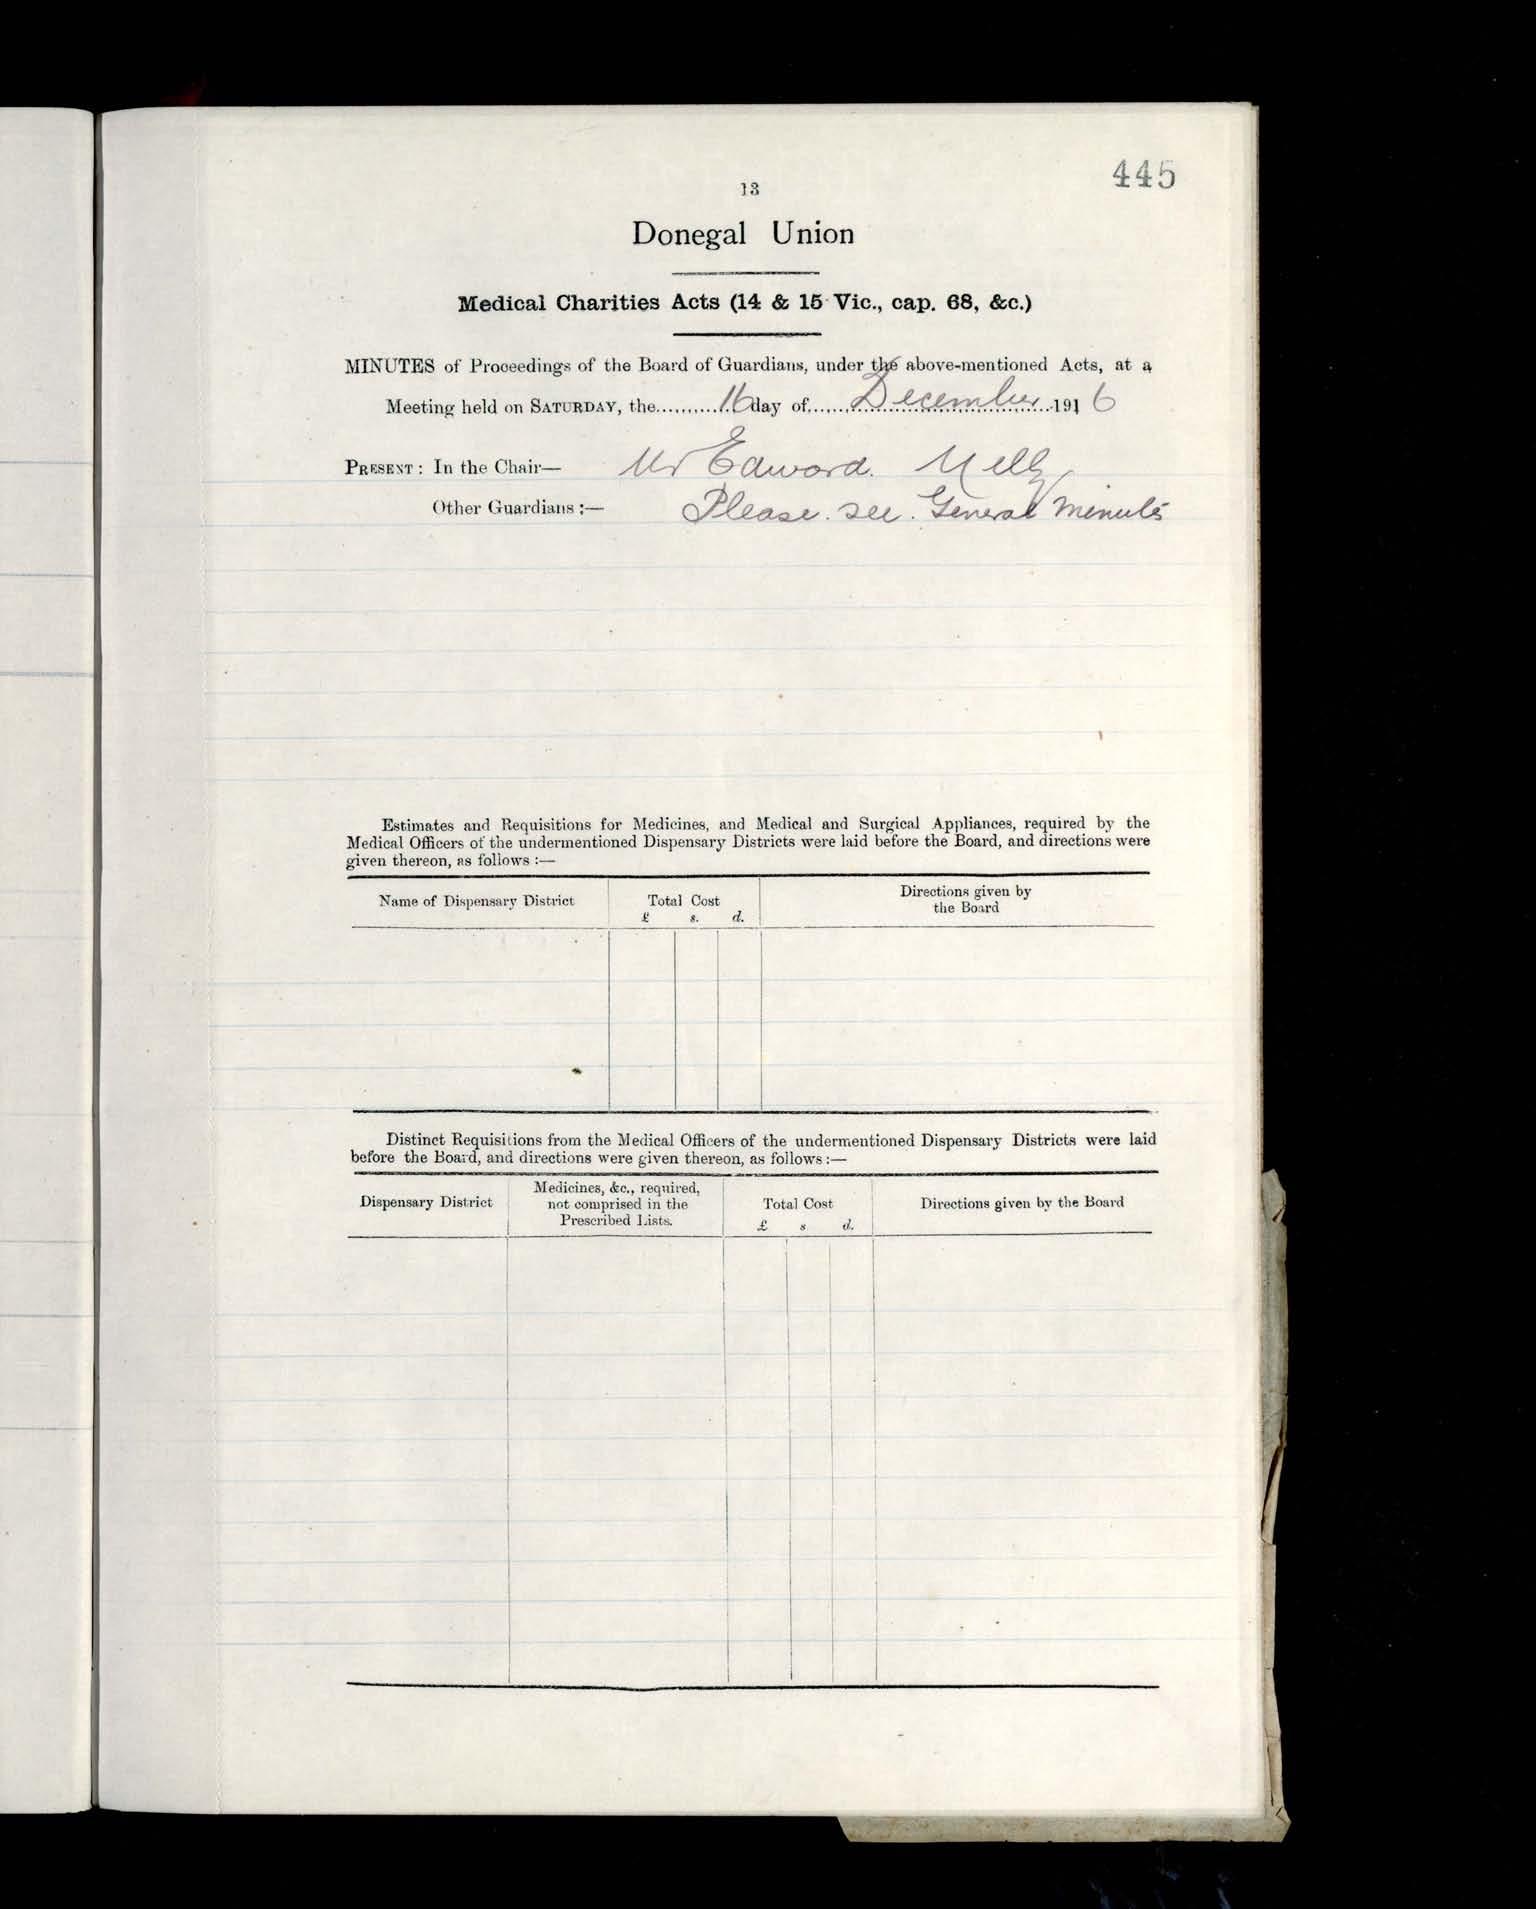 445
13
Donegal Union
Medical Charities Acts (14 & 15 Vic., cap. 68, &c.)
MINUTES of Proceedings of the Board of Guardians, under the above-mentioned Acts, at a
Meeting held on SATURDAY, the..........16 day of......December......1916
PRESENT : In the Chair— Mr Edward. Melly
Other Guardians :— Please. see. General Minutes
Estimates and Requisitions for Medicines, and Medical and Surgical Appliances, required by the
Medical Officers of the undermentioned Dispensary Districts were laid before the Board, and directions were
given thereon, as follows :—
Name of Dispensary District
Total Cost
£ s. d.
Directions given by
the Board
Distinct Requisitions from the Medical Officers of the undermentioned Dispensary Districts were laid
before the Board, and directions were given thereon, as follows :—
Dispensary District
Medicines, &c., required,
not comprised in the
Prescribed Lists.
Total Cost
£ s d.
Directions given by the Board